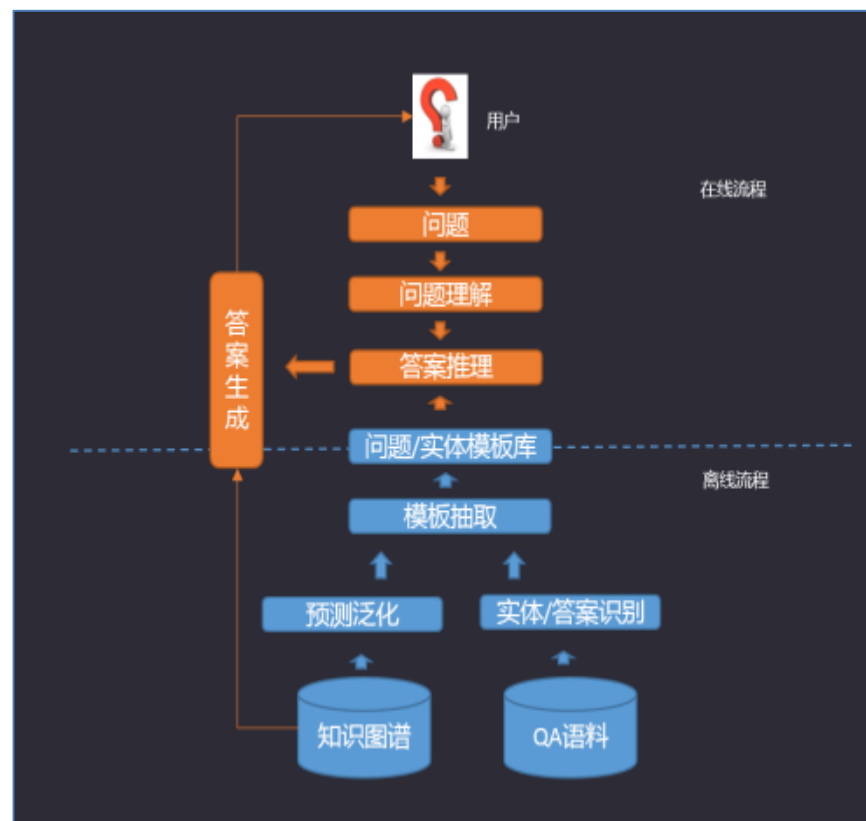 用户
在线流程
问题
问题理解
答案生成
答案推理
问题/实体模板库
离线流程
模板抽取
预测泛化
实体/答案识别
知识图谱
QA语料